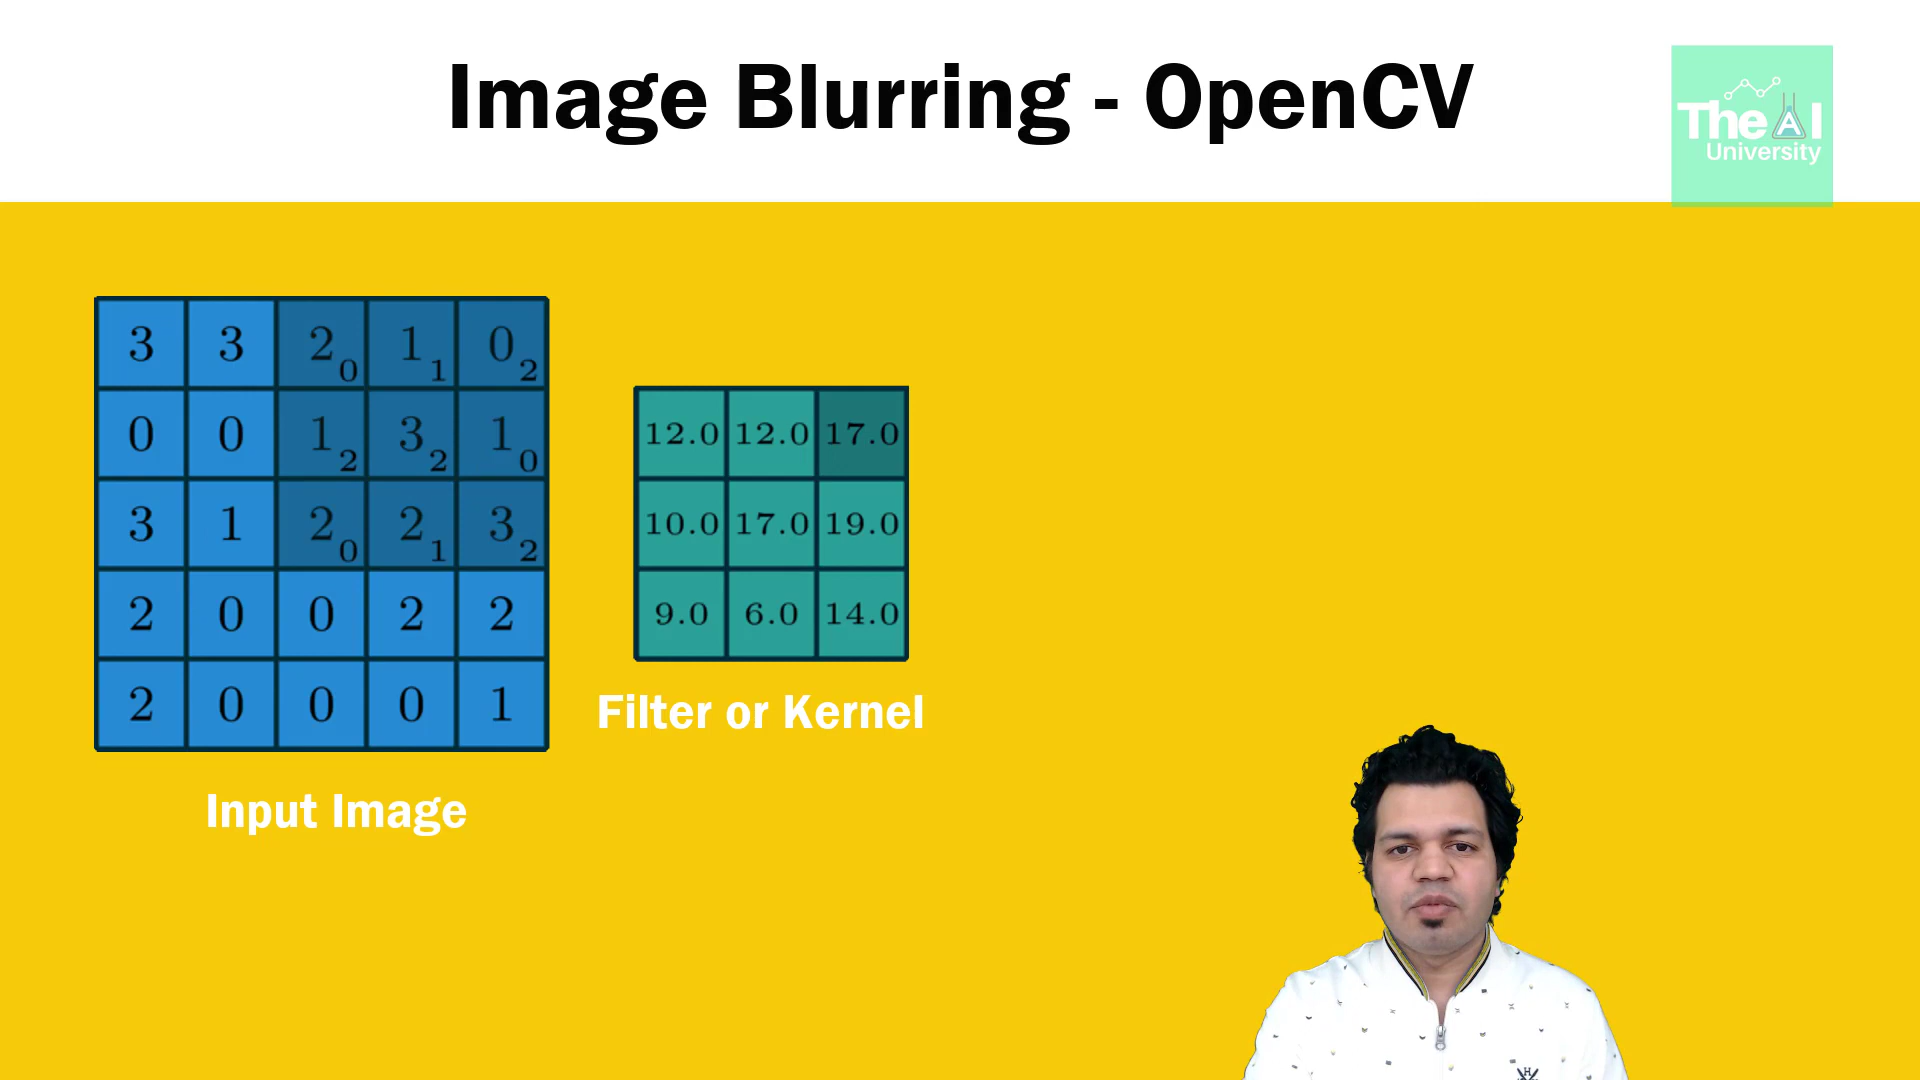 Image Blurring - OpenCV
The AI
University
3 3 2 0 1 1 0 2
0 0 1 2 3 2 1 0
3 1 2 0 2 1 3 2
2 0 0 2 2
2 0 0 0 1
Input Image
12.0 12.0 17.0
10.0 17.0 19.0
9.0 6.0 14.0
Filter or Kernel
H